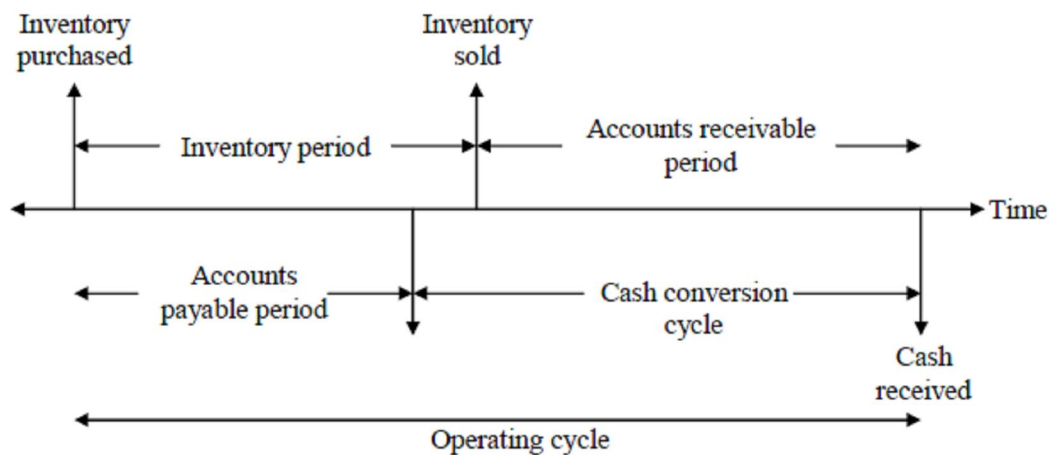 Inventory
purchased
Inventory
sold
Inventory period
Accounts receivable
period
Time
Accounts
payable period
Cash conversion
cycle
Cash
received
Operating cycle